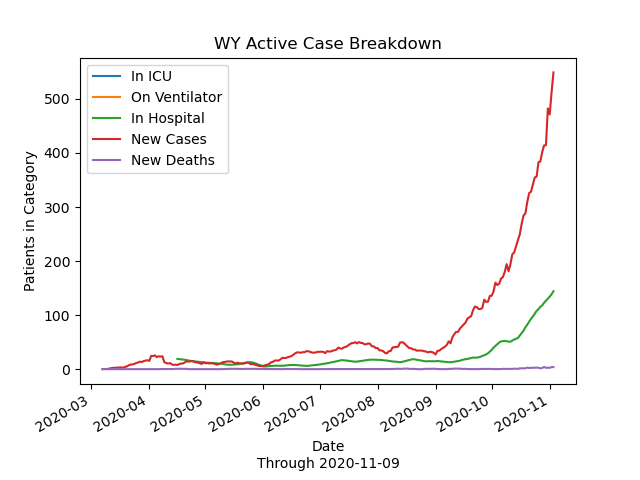 WY Active Case Breakdown
In ICU
On Ventilator
In Hospital
New Cases
New Deaths
Patients in Category
500
400
300
200
100
0
2020-03
2020-04
2020-05
2020-06
2020-07
2020-08
2020-09
2020-10
2020-11
Date
Through 2020-11-09